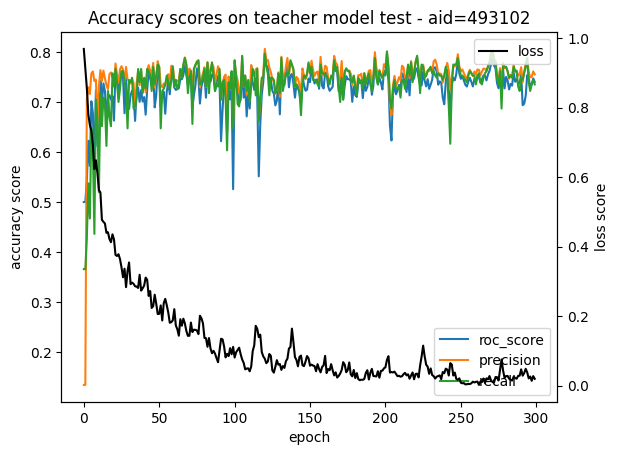 Accuracy scores on teacher model test - aid=493102
accuracy score
0.8
0.7
0.6
0.5
0.4
0.3
0.2
loss
1.0
0.8
0.6
0.4
0.2
0.0
loss score
roc_score
precision
recall
0
50
100
150
200
250
300
epoch